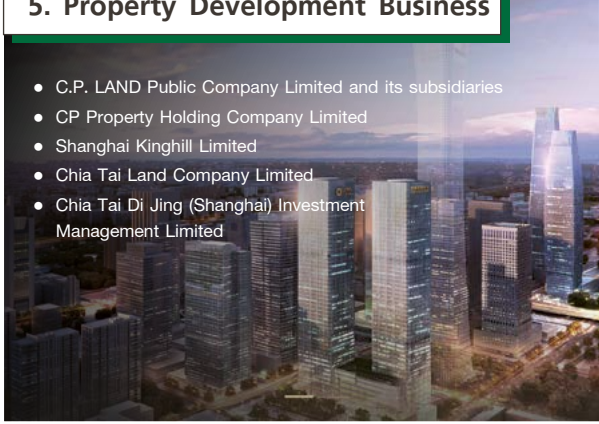 5. Property Development Business
● C.P. LAND Public Company Limited and its subsidiaries
● CP Property Holding Company Limited
● Shanghai Kinghill Limited
● Chia Tai Land Company Limited
● Chia Tai Di Jing (Shanghai) Investment
Management Limited